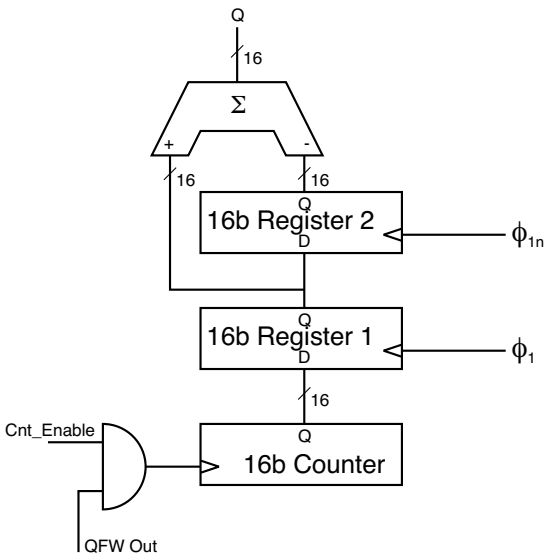 Q
16
Σ
+ -
16 16
Q
16b Register 2
D
ϕ1n
Q
16b Register 1
D
ϕ1
16
Cnt_Enable
Q
16b Counter
QFW Out